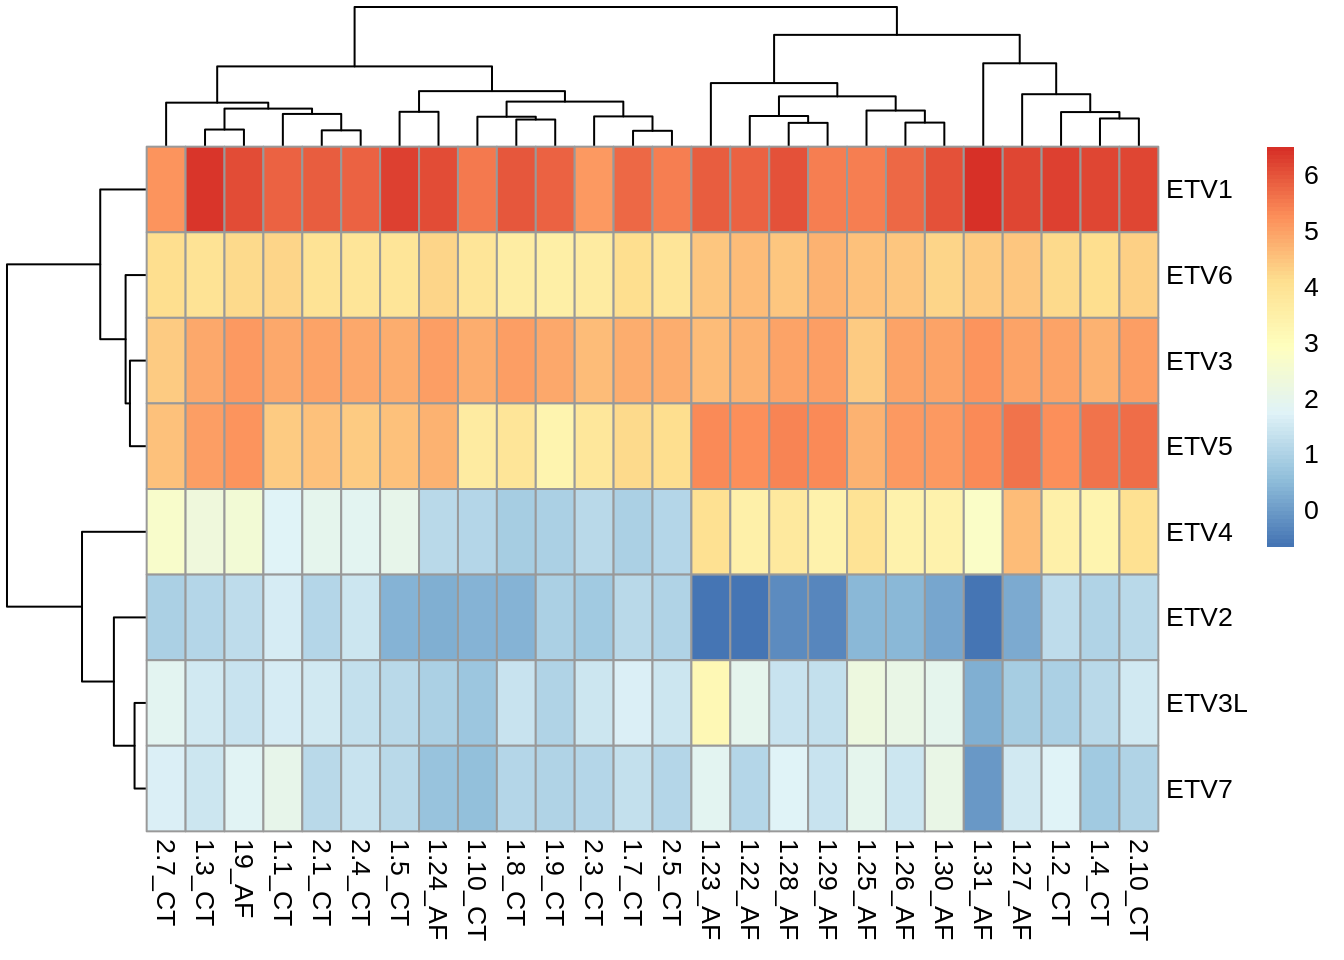 ETV1
ETV6
ETV3
ETV5
ETV4
ETV2
ETV3L
ETV7
6
5
4
3
2
1
0
2.7_CT
1.3_CT
19_AF
1.1_CT
2.1_CT
2.4_CT
1.5_CT
1.24_AF
1.10_CT
1.8_CT
1.9_CT
2.3_CT
1.7_CT
2.5_CT
1.23_AF
1.22_AF
1.28_AF
1.29_AF
1.25_AF
1.26_AF
1.30_AF
1.31_AF
1.27_AF
1.2_CT
1.4_CT
2.10_CT